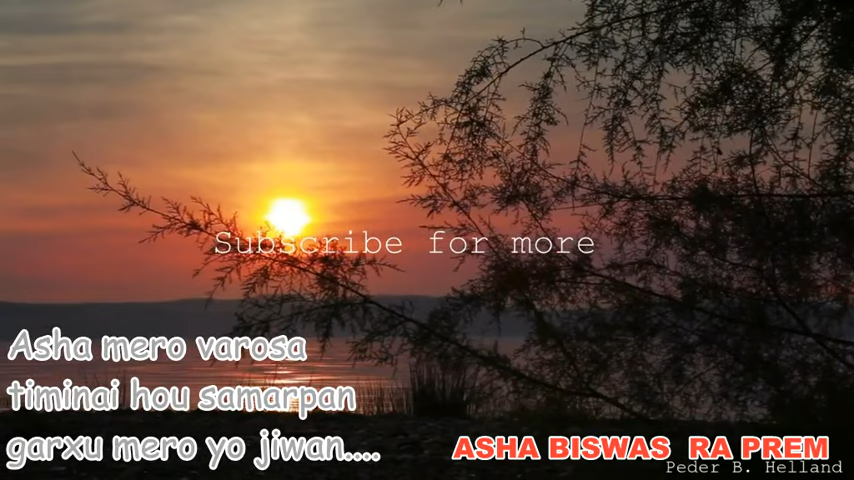 Subscribe for more
Asha mero varosa
timinai hou samarpan
garxu mero yo jiwan....
ASHA BISWAS RA PREM
Peder B. Helland